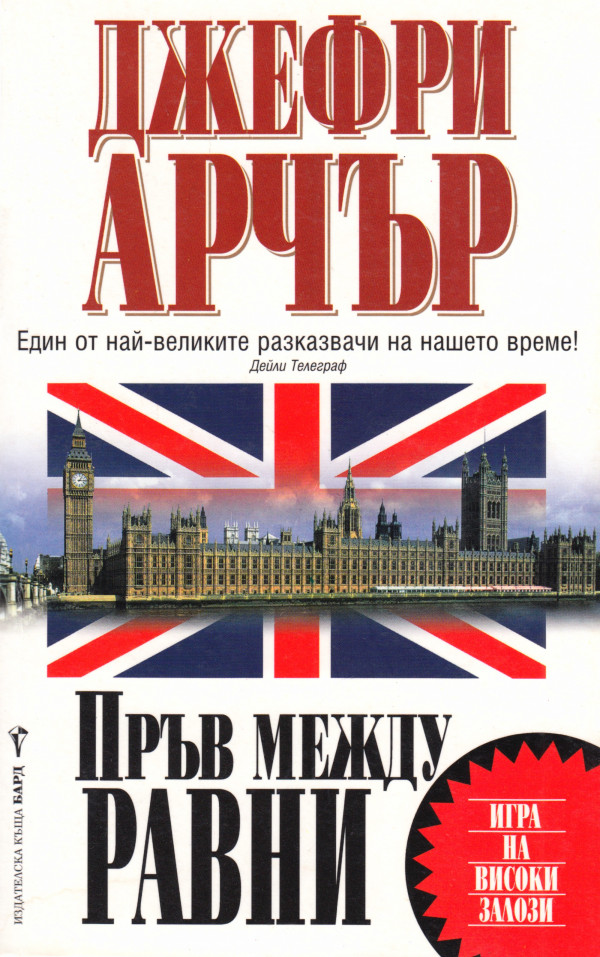 ДЖЕФРИ
АРЧЪР
Един от най-великите разказвачи на нашето време!
Дейли Телеграф
ПРЪВ МЕЖДУ
РАВНИ
ИГРА
НА
ВИСОКИ
ЗАЛОЗИ
ИЗДАТЕЛСКА КЪЩА БАРД